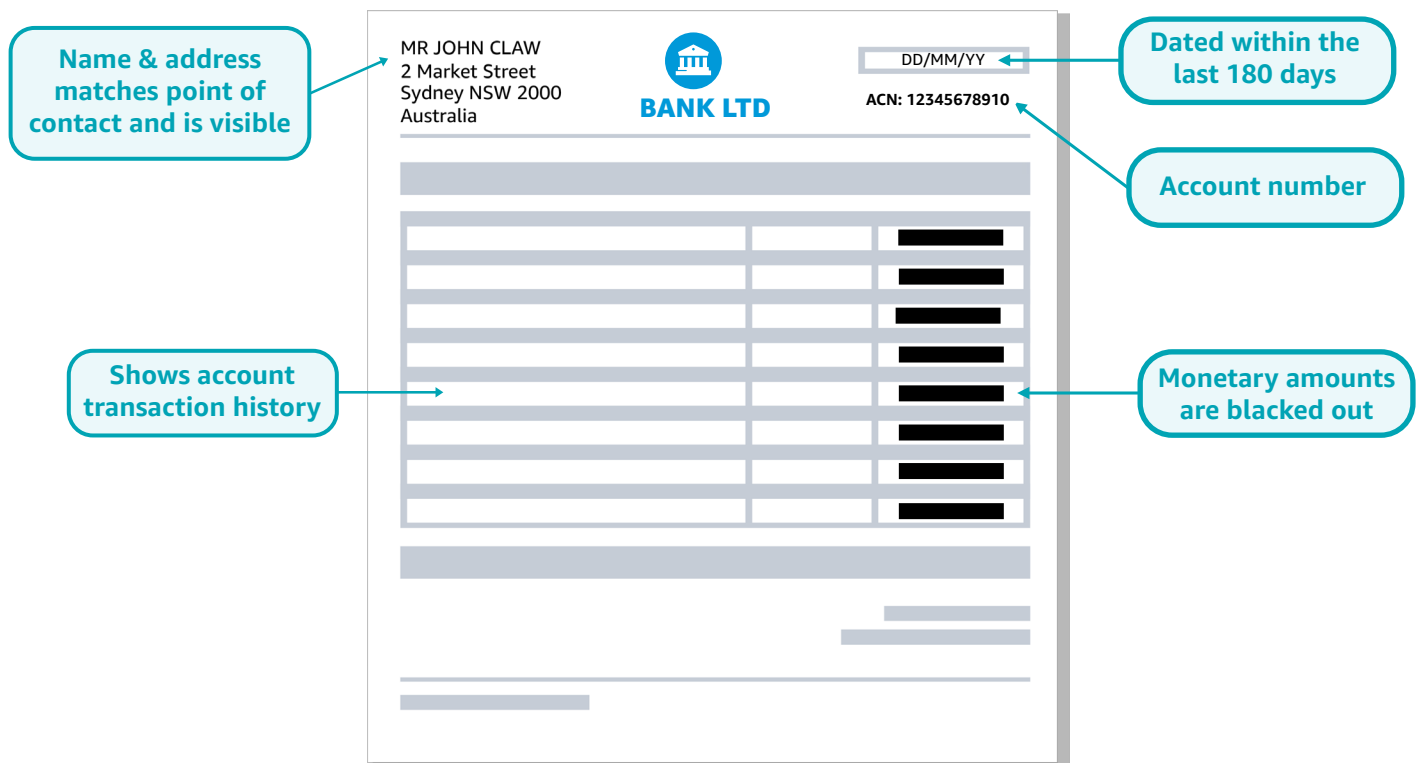 Name & address
matches point of
contact and is visible
MR JOHN CLAW
2 Market Street
Sydney NSW 2000
Australia
BANK LTD
DD/MM/YY
ACN: 12345678910
Dated within the
last 180 days
Account number
Shows account
transaction history
Monetary amounts
are blacked out